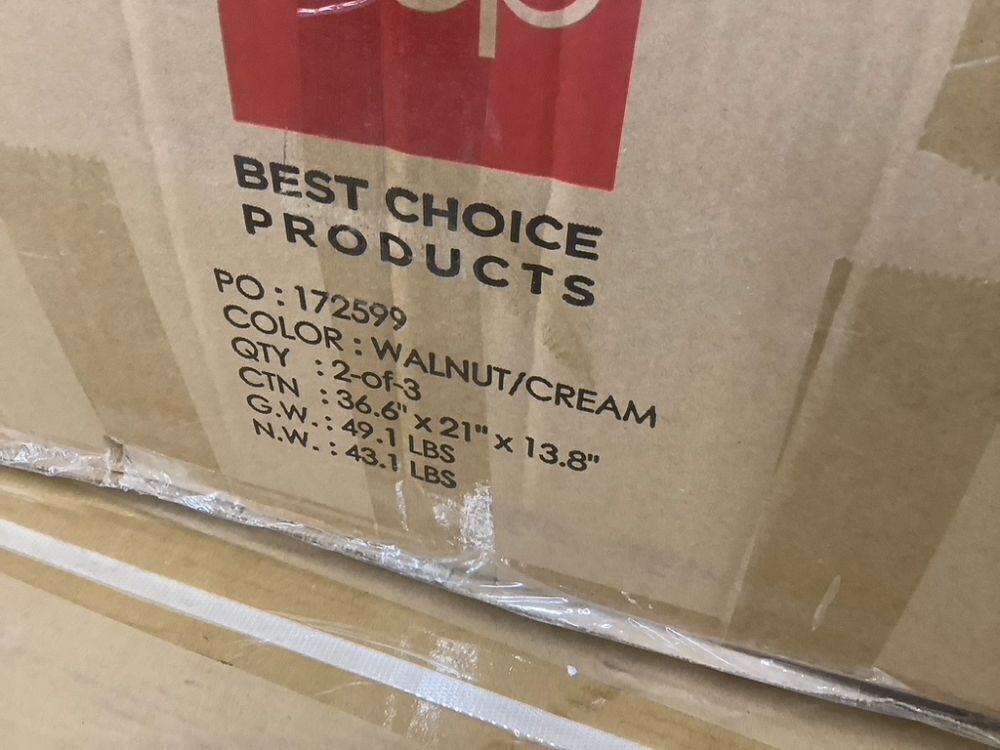 BEST CHOICE
PRODUCTS
PO : 172599
COLOR : WALNUT/CREAM
QTY : 2-of-3
CTN : 36.6" x 21" x 13.8"
G.W. : 49.1 LBS
N.W. : 43.1 LBS